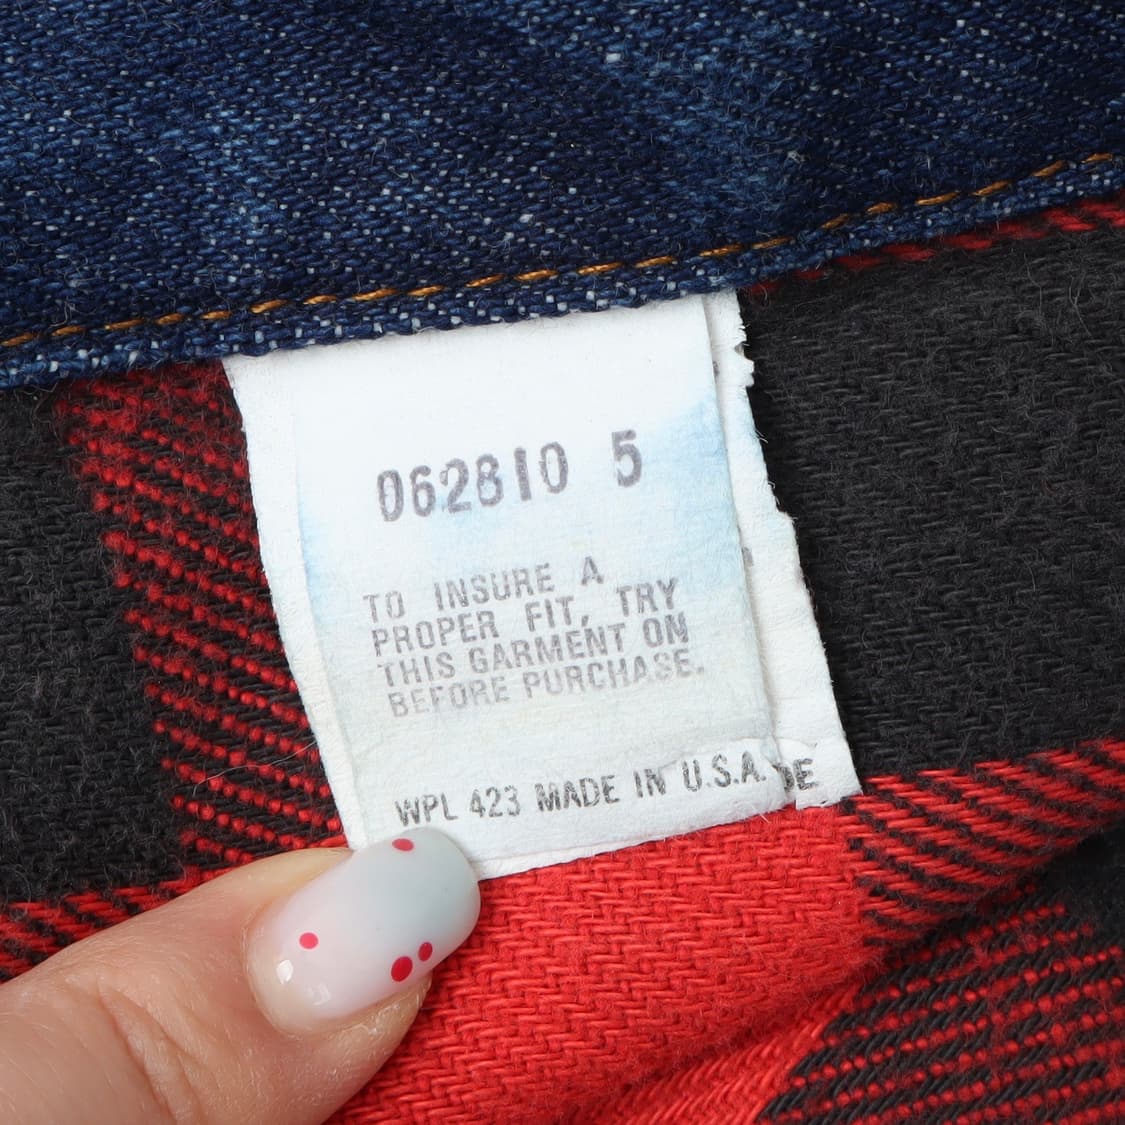 062810 5
TO INSURE A
PROPER FIT, TRY
THIS GARMENT ON
BEFORE PURCHASE.
WPL 423 MADE IN U.S.A.